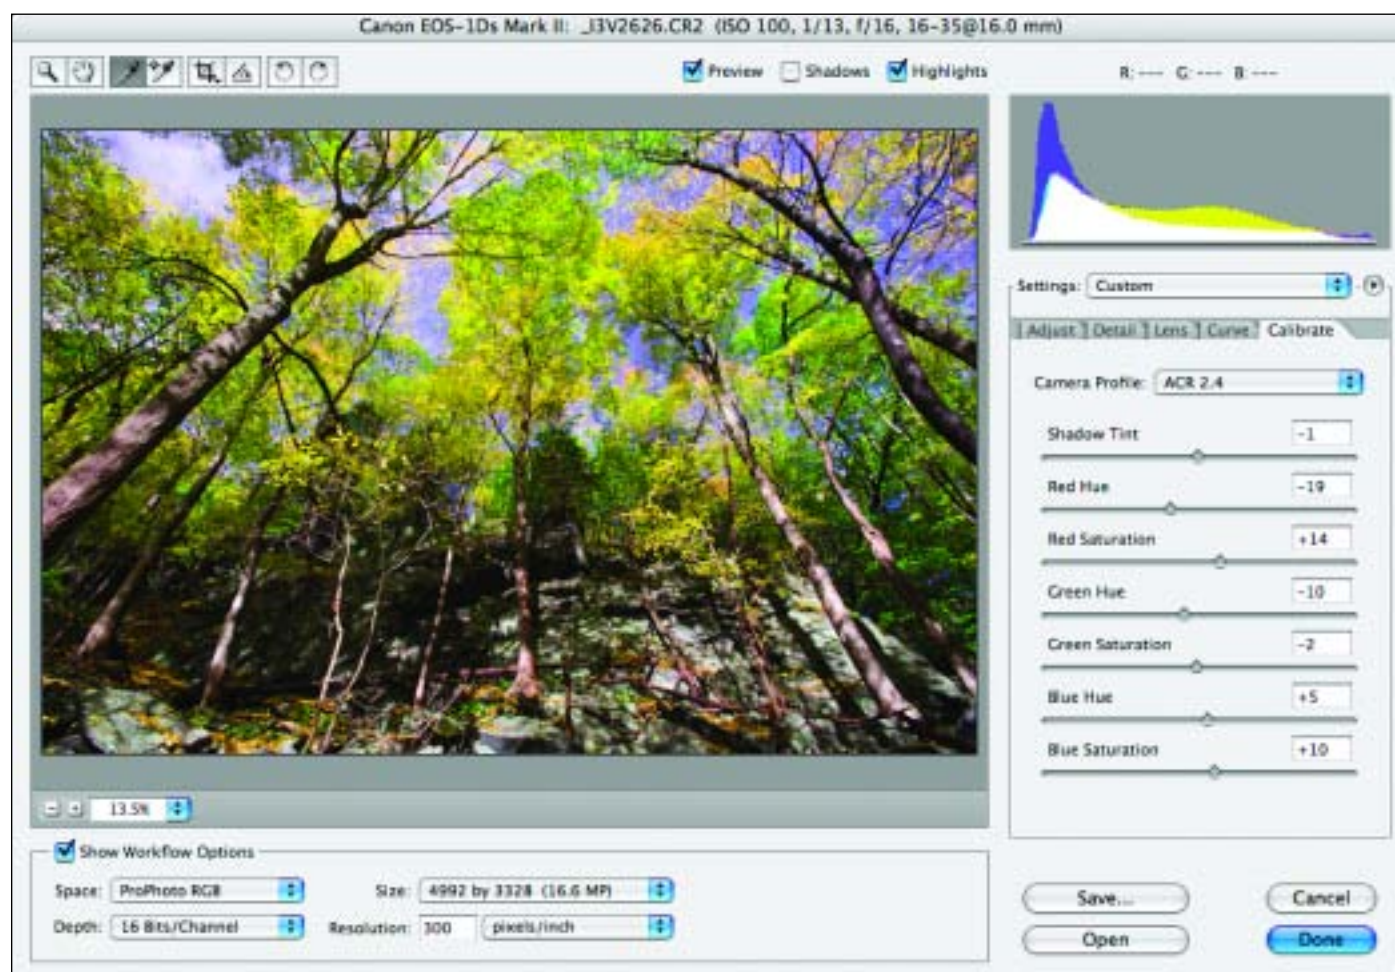 Canon EOS-1Ds Mark II: _I3V2626.CR2 (ISO 100, 1/13, f/16, 16-35@16.0 mm)
Preview Shadows Highlights
R: --- G: --- B: ---
Settings: Custom
Adjust Detail Lens Curve Calibrate
Camera Profile: ACR 2.4
Shadow Tint -1
Red Hue -19
Red Saturation +14
Green Hue -10
Green Saturation -2
Blue Hue +5
Blue Saturation +10
13.5%
Show Workflow Options
Space: ProPhoto RGB Size: 4992 by 3328 (16.6 MP)
Depth: 16 Bits/Channel Resolution: 300 pixels/inch
Save... Cancel
Open Done